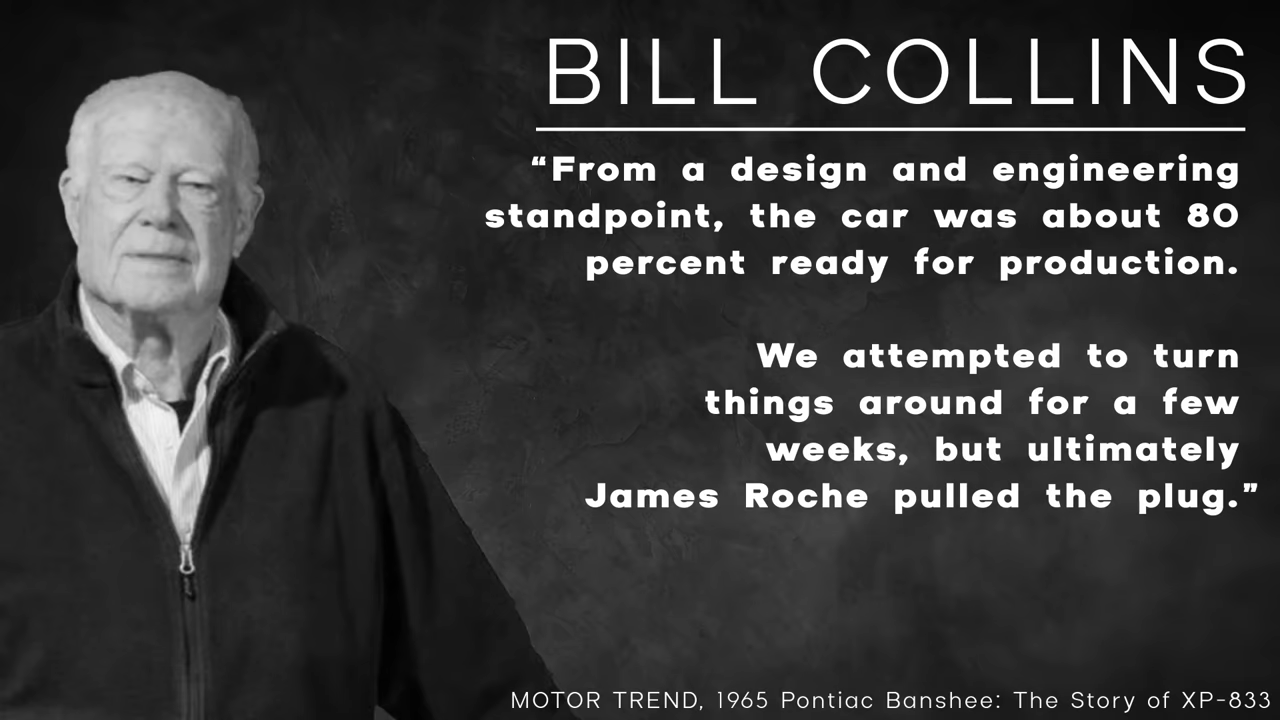 BILL COLLINS
“From a design and engineering
standpoint, the car was about 80
percent ready for production.
We attempted to turn
things around for a few
weeks, but ultimately
James Roche pulled the plug.”
MOTOR TREND, 1965 Pontiac Banshee: The Story of XP-833